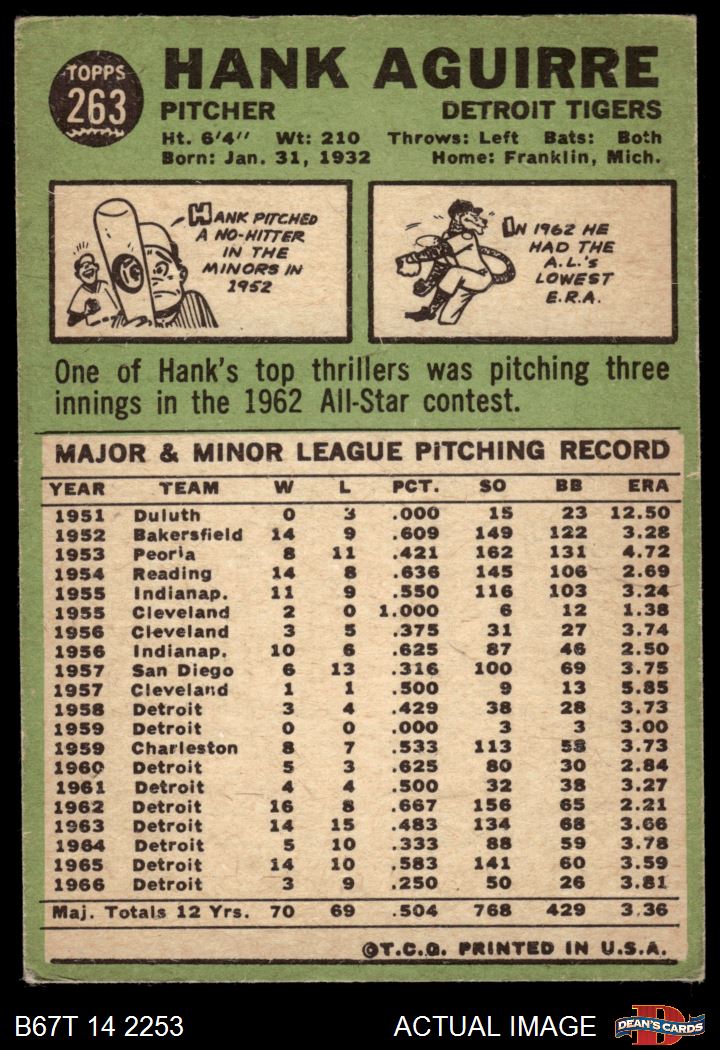 TOPPS
263
HANK AGUIRRE
PITCHER DETROIT TIGERS
Ht. 6'4" Wt: 210 Throws: Left Bats: Both
Born: Jan. 31, 1932 Home: Franklin, Mich.
HANK PITCHED
A NO-HITTER
IN THE
MINORS IN
1952
IN 1962 HE
HAD THE
A.L.'s
LOWEST
E.R.A.
One of Hank's top thrillers was pitching three
innings in the 1962 All-Star contest.
MAJOR & MINOR LEAGUE PITCHING RECORD
YEAR TEAM W L PCT. SO BB ERA
1951 Duluth 0 3 .000 15 23 12.50
1952 Bakersfield 14 9 .609 149 122 3.28
1953 Peoria 8 11 .421 162 131 4.72
1954 Reading 14 8 .636 145 106 2.69
1955 Indianap. 11 9 .550 116 103 3.24
1955 Cleveland 2 0 1.000 6 12 1.38
1956 Cleveland 3 5 .375 31 27 3.74
1956 Indianap. 10 6 .625 87 46 2.50
1957 San Diego 6 13 .316 100 69 3.75
1957 Cleveland 1 1 .500 9 13 5.85
1958 Detroit 3 4 .429 38 28 3.73
1959 Detroit 0 0 .000 3 3 3.00
1959 Charleston 8 7 .533 113 58 3.73
1960 Detroit 5 3 .625 80 30 2.84
1961 Detroit 4 4 .500 32 38 3.27
1962 Detroit 16 8 .667 156 65 2.21
1963 Detroit 14 15 .483 134 68 3.66
1964 Detroit 5 10 .333 88 59 3.78
1965 Detroit 14 10 .583 141 60 3.59
1966 Detroit 3 9 .250 50 26 3.81
Maj. Totals 12 Yrs. 70 69 .504 768 429 3.36
©T.C.G. PRINTED IN U.S.A.
B67T 14 2253 ACTUAL IMAGE
D
DEAN'S CARDS